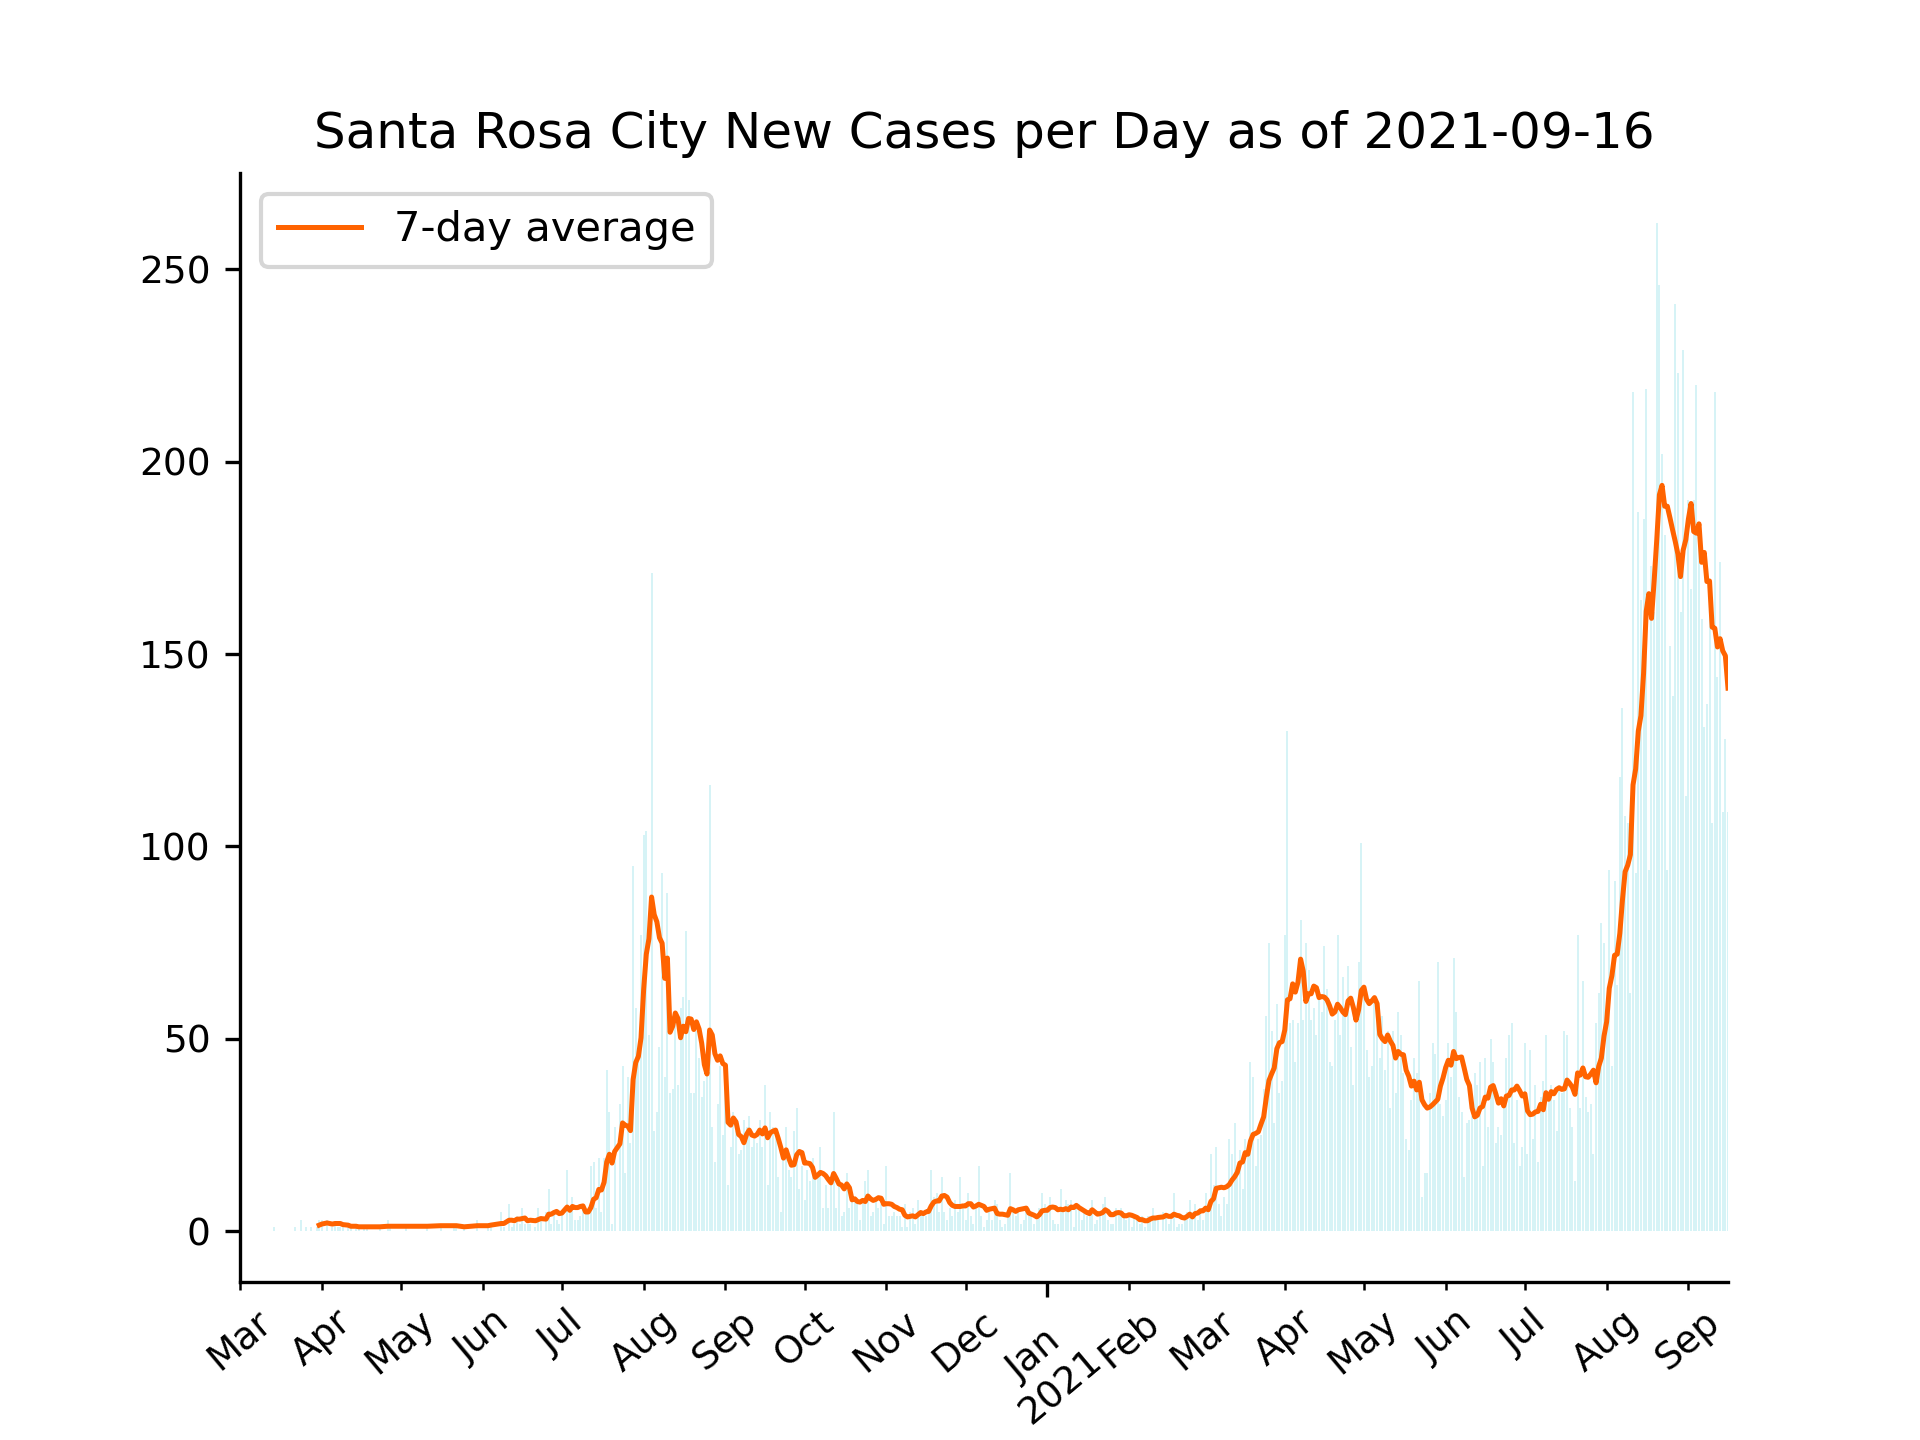 Santa Rosa City New Cases per Day as of 2021-09-16
7-day average
250
200
150
100
50
0
Mar
Apr
May
Jun
Jul
Aug
Sep
Oct
Nov
Dec
Jan
2021
Feb
Mar
Apr
May
Jun
Jul
Aug
Sep